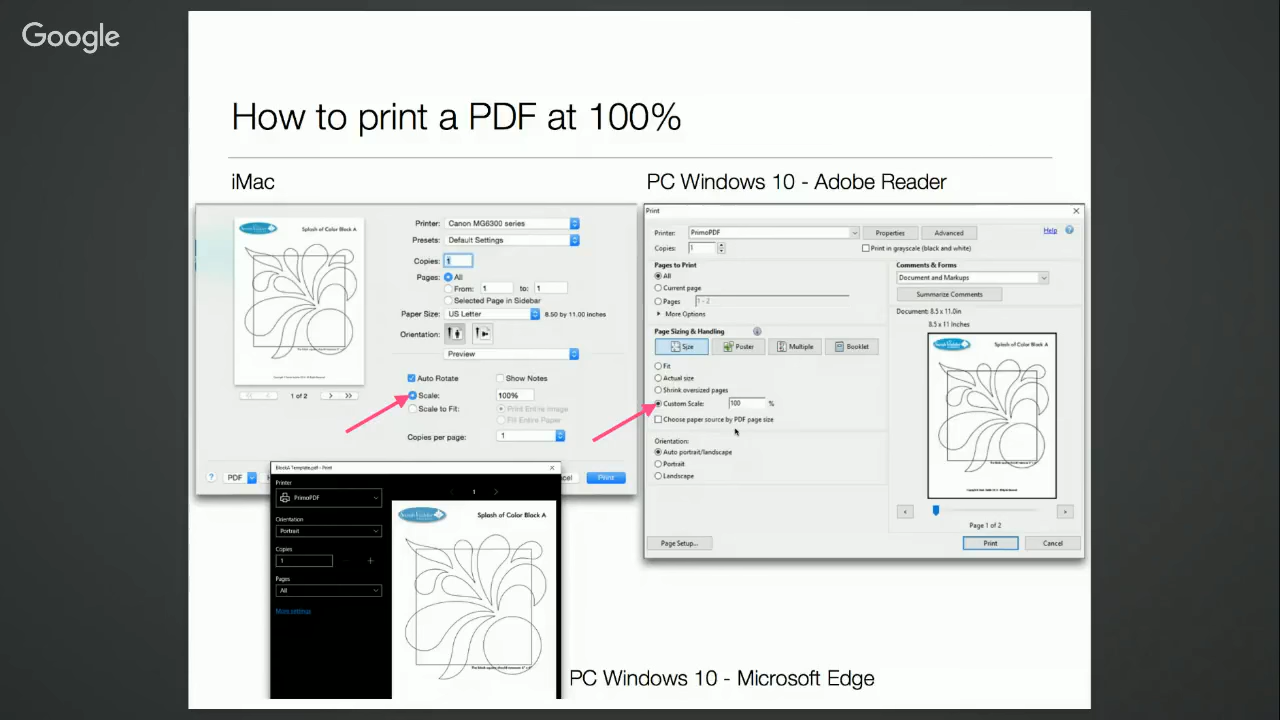 Google
How to print a PDF at 100%
iMac
PC Windows 10 - Adobe Reader
Splash of Color Block A
1 of 2
Printer: Canon MG6300 series
Presets: Default Settings
Copies: 1
Pages: All
From: 1 to: 1
Selected Page in Sidebar
Paper Size: US Letter 8.50 by 11.00 inches
Orientation:
Preview
Auto Rotate Show Notes
Scale: 100%
Scale to Fit: Print Entire Image
Fill Entire Paper
Copies per page: 1
? PDF
Print
Print
Printer: PrimoPDF Properties Advanced Help
Copies: 1 Print in grayscale (black and white)
Pages to Print
All
Current page
Pages 1 - 2
More Options
Page Sizing & Handling
Size Poster Multiple Booklet
Fit
Actual size
Shrink oversized pages
Custom Scale: 100 %
Choose paper source by PDF page size
Orientation:
Auto portrait/landscape
Portrait
Landscape
Comments & Forms
Document and Markups
Summarize Comments
Document: 8.5 x 11.0in
8.5 x 11 Inches
Splash of Color Block A
Page 1 of 2
Page Setup... Print Cancel
BlockA Template.pdf - Print
Printer
PrimoPDF
Orientation
Portrait
Copies
1
Pages
All
More settings
1
Splash of Color Block A
PC Windows 10 - Microsoft Edge